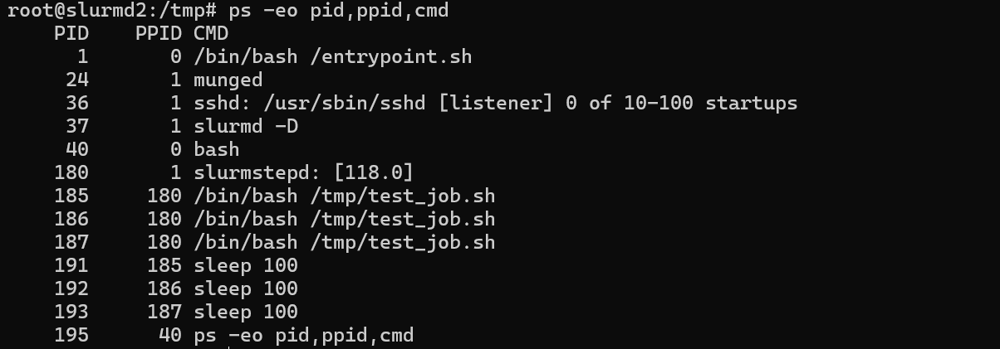 root@slurmd2:/tmp# ps -eo pid,ppid,cmd
PID PPID CMD
1 0 /bin/bash /entrypoint.sh
24 1 munged
36 1 sshd: /usr/sbin/sshd [listener] 0 of 10-100 startups
37 1 slurmd -D
40 0 bash
180 1 slurmstepd: [118.0]
185 180 /bin/bash /tmp/test_job.sh
186 180 /bin/bash /tmp/test_job.sh
187 180 /bin/bash /tmp/test_job.sh
191 185 sleep 100
192 186 sleep 100
193 187 sleep 100
195 40 ps -eo pid,ppid,cmd